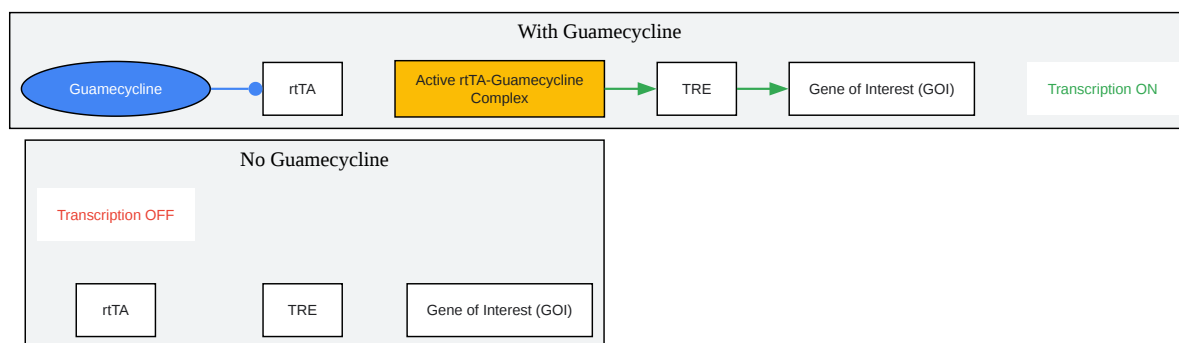 With Guamecycline
Guamecycline
rtTA
Active rtTA-Guamecycline
Complex
TRE
Gene of Interest (GOI)
Transcription ON
No Guamecycline
Transcription OFF
rtTA
TRE
Gene of Interest (GOI)